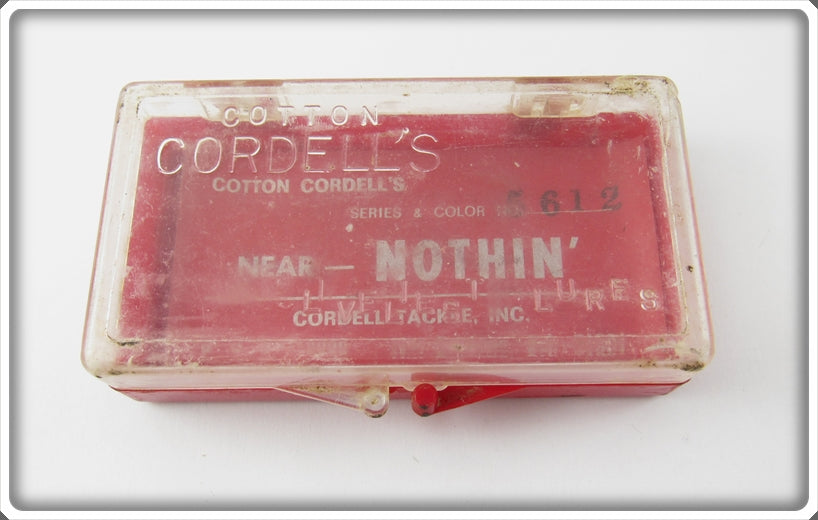 COTTON
CORDELL'S
COTTON CORDELL'S
SERIES & COLOR NO. 5612
NEAR — NOTHIN'
LURES
CORDELL TACKLE, INC.